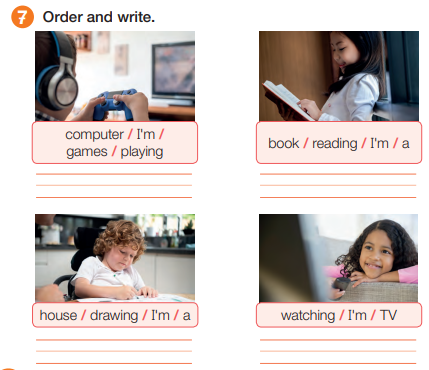 7 Order and write.
computer / I'm /
games / playing
book / reading / I'm / a
house / drawing / I'm / a
watching / I'm / TV